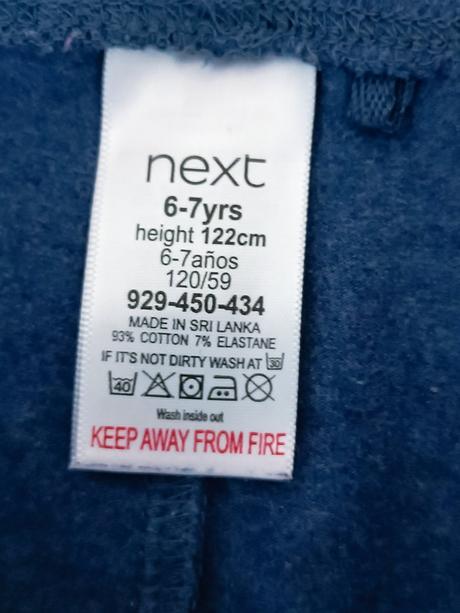 next
6-7yrs
height 122cm
6-7años
120/59
929-450-434
MADE IN SRI LANKA
93% COTTON 7% ELASTANE
IF IT'S NOT DIRTY WASH AT 30
40
Wash inside out
KEEP AWAY FROM FIRE